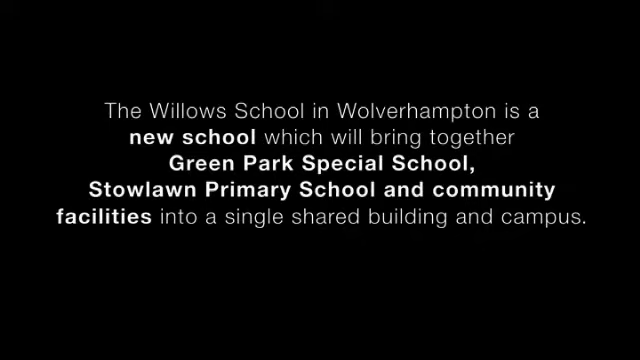 The Willows School in Wolverhampton is a
new school which will bring together
Green Park Special School,
Stowlawn Primary School and community
facilities into a single shared building and campus.